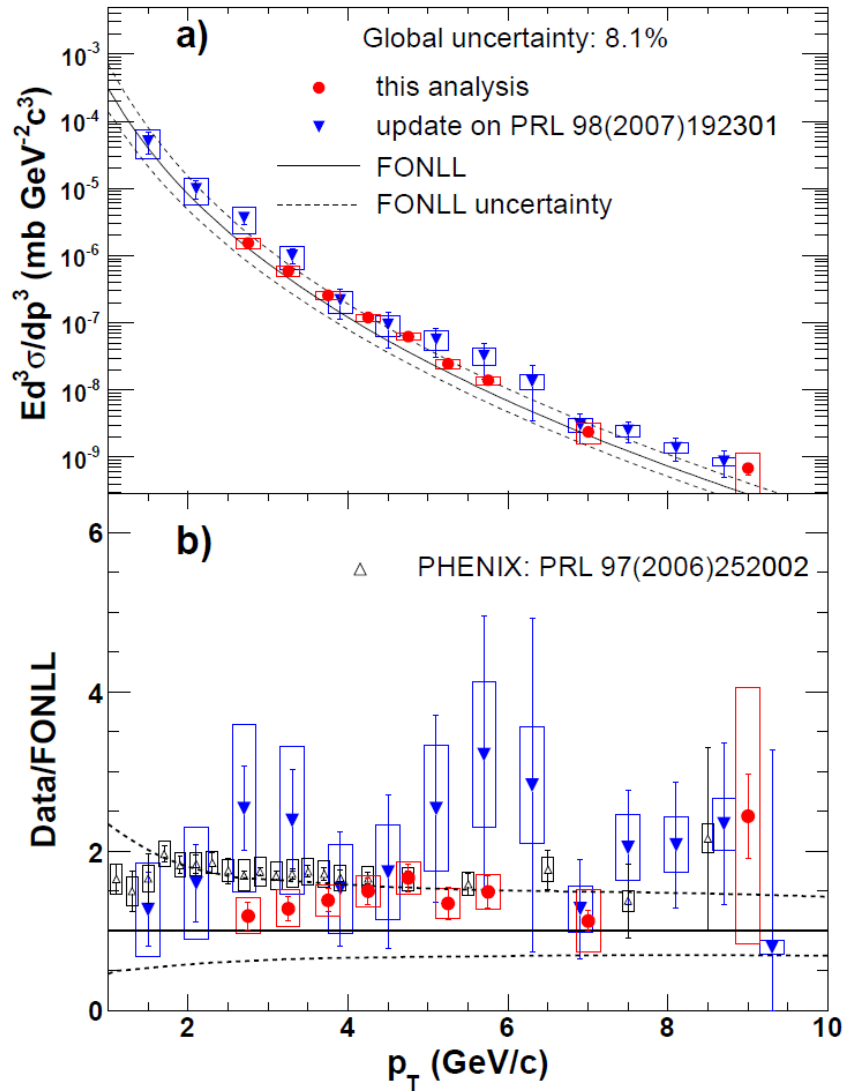 a)
Global uncertainty: 8.1%
this analysis
update on PRL 98(2007)192301
FONLL
FONLL uncertainty
Ed³σ/dp³ (mb GeV⁻²c³)
10⁻³
10⁻⁴
10⁻⁵
10⁻⁶
10⁻⁷
10⁻⁸
10⁻⁹
b)
PHENIX: PRL 97(2006)252002
Data/FONLL
6
4
2
0
2 4 6 8 10
p_T (GeV/c)